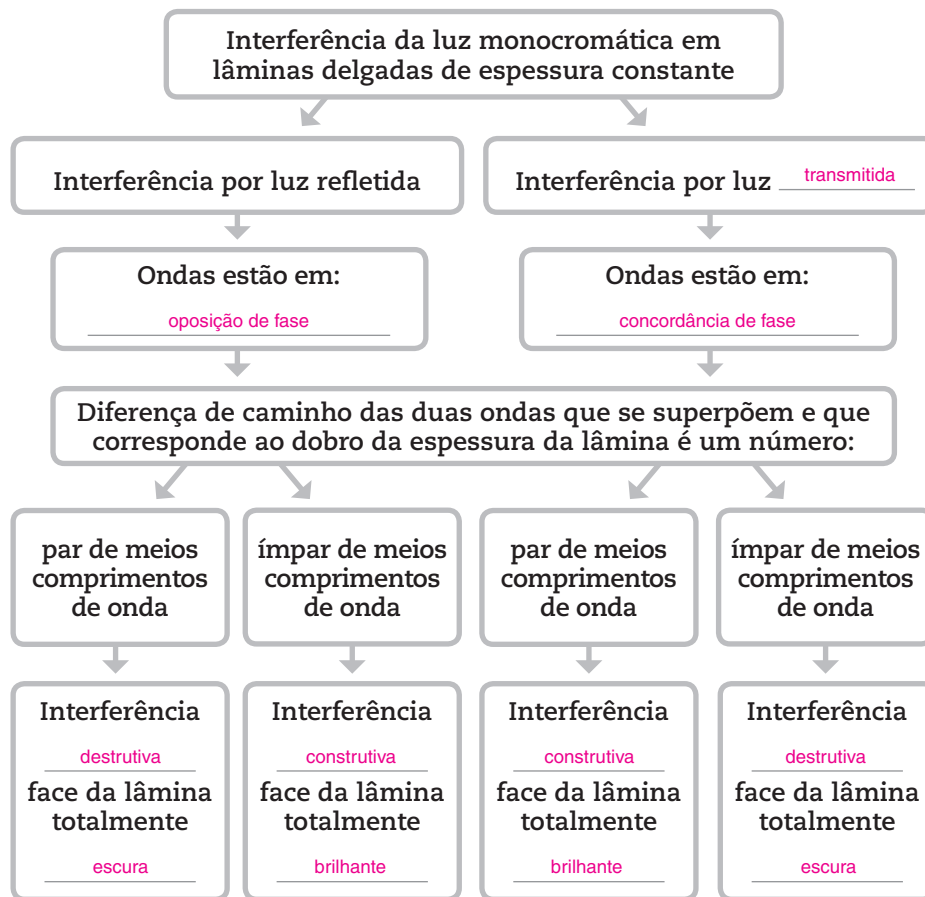 Interferência da luz monocromática em
lâminas delgadas de espessura constante
Interferência por luz refletida
Interferência por luz transmitida
Ondas estão em:
oposição de fase
Ondas estão em:
concordância de fase
Diferença de caminho das duas ondas que se superpõem e que
corresponde ao dobro da espessura da lâmina é um número:
par de meios
comprimentos
de onda
ímpar de meios
comprimentos
de onda
par de meios
comprimentos
de onda
ímpar de meios
comprimentos
de onda
Interferência
destrutiva
face da lâmina
totalmente
escura
Interferência
construtiva
face da lâmina
totalmente
brilhante
Interferência
construtiva
face da lâmina
totalmente
brilhante
Interferência
destrutiva
face da lâmina
totalmente
escura